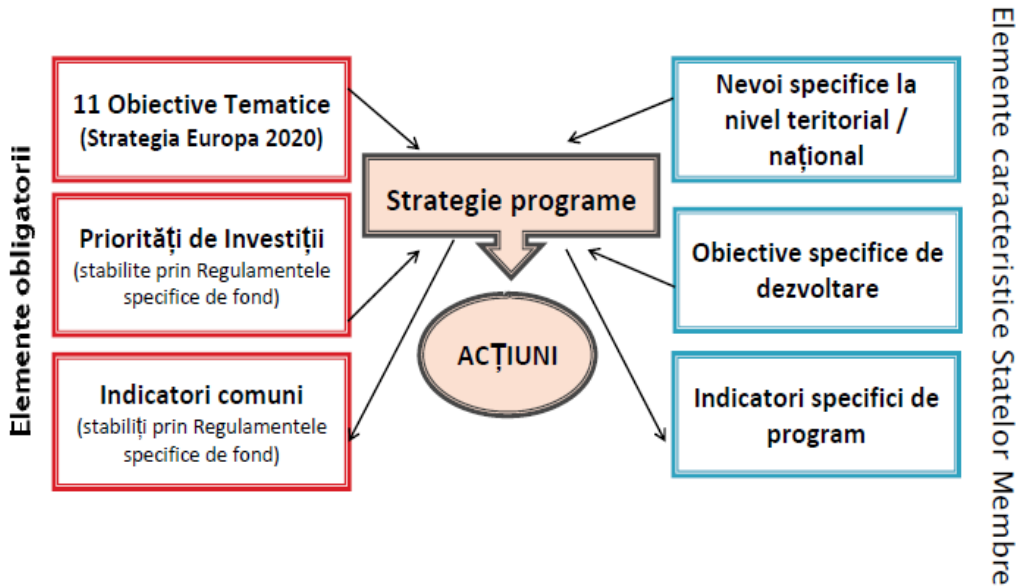 Elemente obligatorii
11 Obiective Tematice
(Strategia Europa 2020)
Priorități de Investiții
(stabilite prin Regulamentele
specifice de fond)
Indicatori comuni
(stabiliți prin Regulamentele
specifice de fond)
Strategie programe
ACȚIUNI
Nevoi specifice la
nivel teritorial /
național
Obiective specifice de
dezvoltare
Indicatori specifici de
program
Elemente caracteristice Statelor Membre